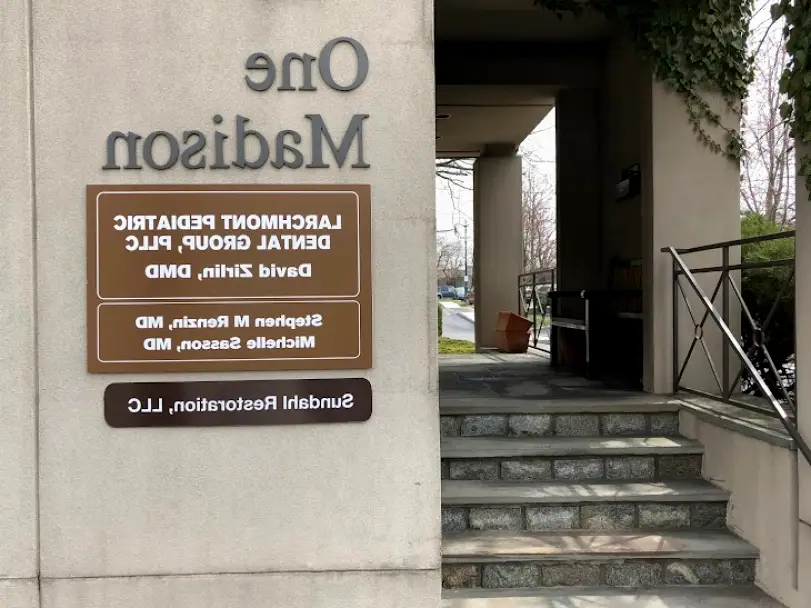 One
Madison
LARCHMONT PEDIATRIC
DENTAL GROUP, PLLC
David Zirlin, DMD
Stephen M Renzin, MD
Michelle Sasson, MD
Sundahl Restoration, LLC